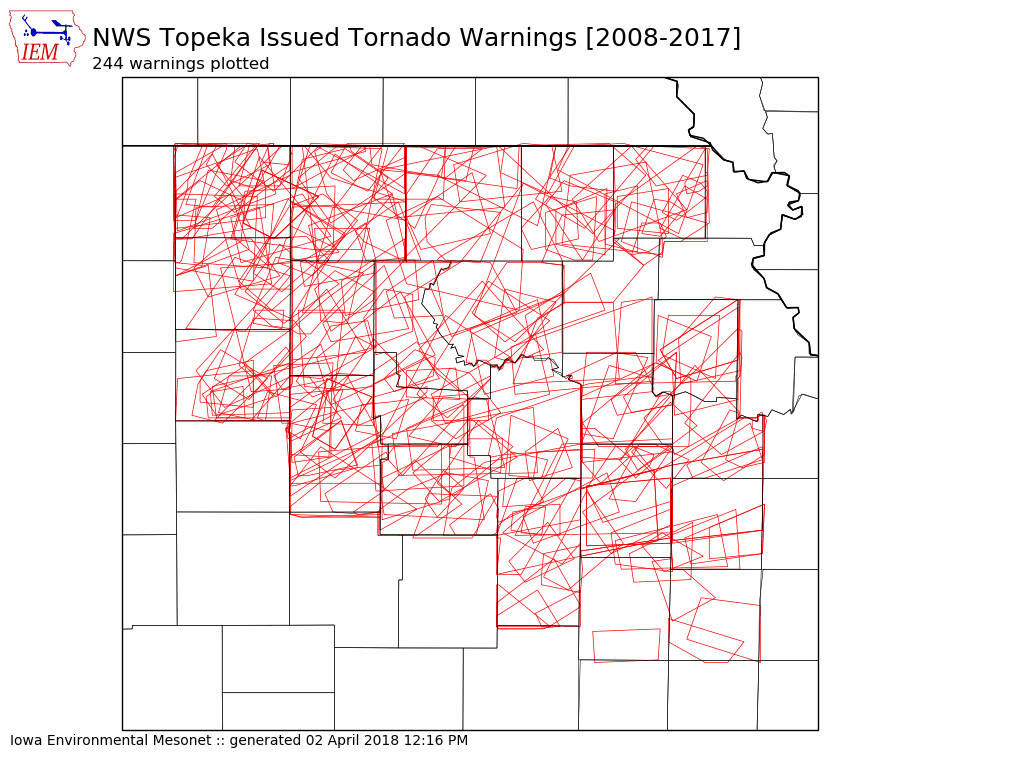 IEM
NWS Topeka Issued Tornado Warnings [2008-2017]
244 warnings plotted
Iowa Environmental Mesonet :: generated 02 April 2018 12:16 PM